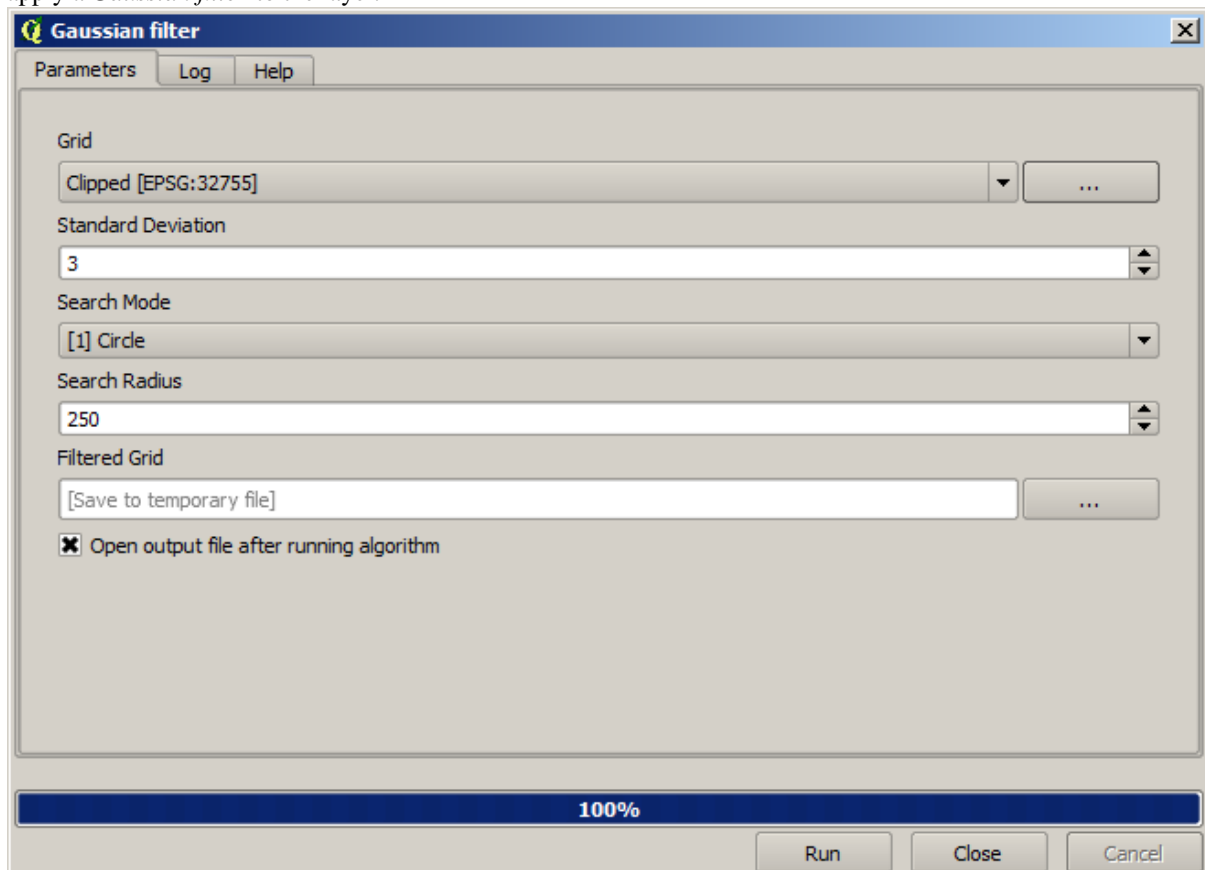 Gaussian filter
Parameters Log Help
Grid
Clipped [EPSG:32755]
...
Standard Deviation
3
Search Mode
[1] Circle
Search Radius
250
Filtered Grid
[Save to temporary file]
...
Open output file after running algorithm
100%
Run Close Cancel